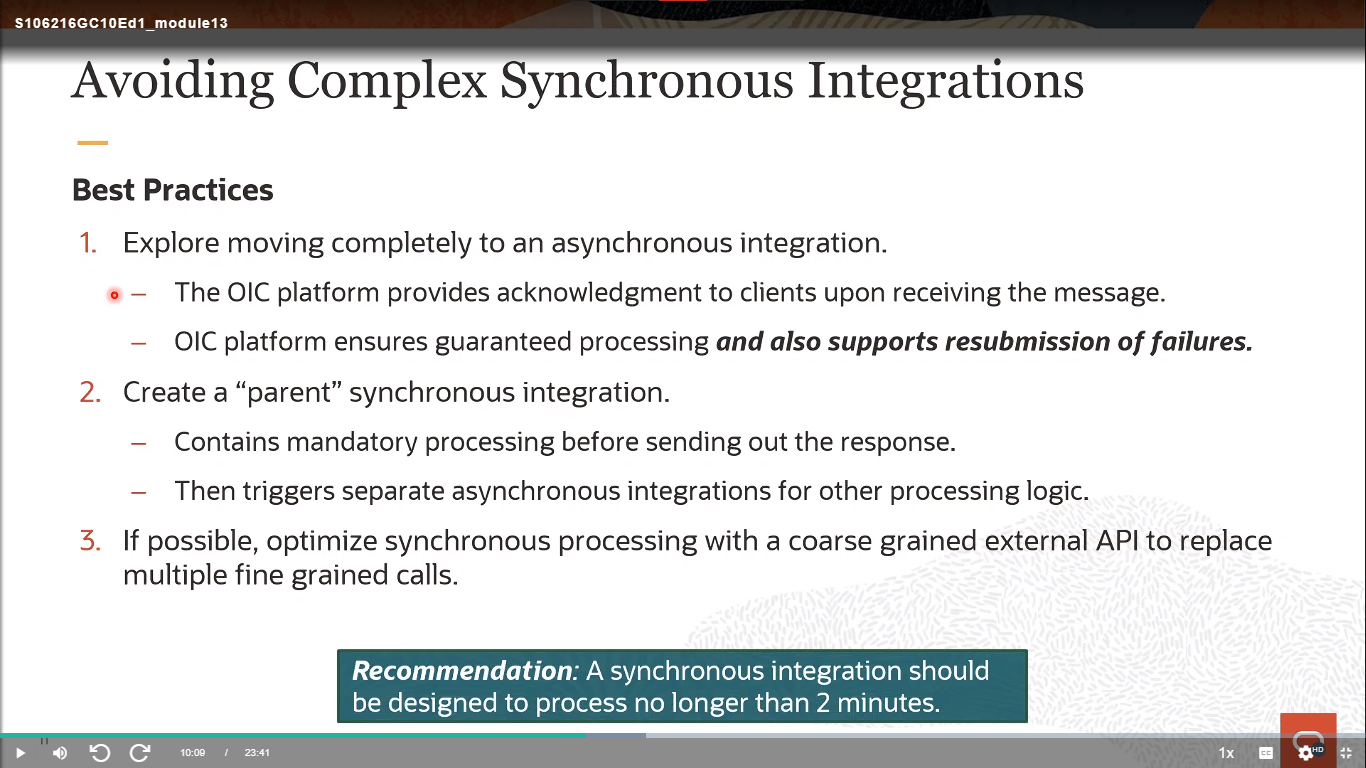 S106216GC10Ed1_module13
Avoiding Complex Synchronous Integrations
Best Practices
1. Explore moving completely to an asynchronous integration.
– The OIC platform provides acknowledgment to clients upon receiving the message.
– OIC platform ensures guaranteed processing and also supports resubmission of failures.
2. Create a “parent” synchronous integration.
– Contains mandatory processing before sending out the response.
– Then triggers separate asynchronous integrations for other processing logic.
3. If possible, optimize synchronous processing with a coarse grained external API to replace
multiple fine grained calls.
Recommendation: A synchronous integration should
be designed to process no longer than 2 minutes.
10:09 / 23:41
1x
CC
HD